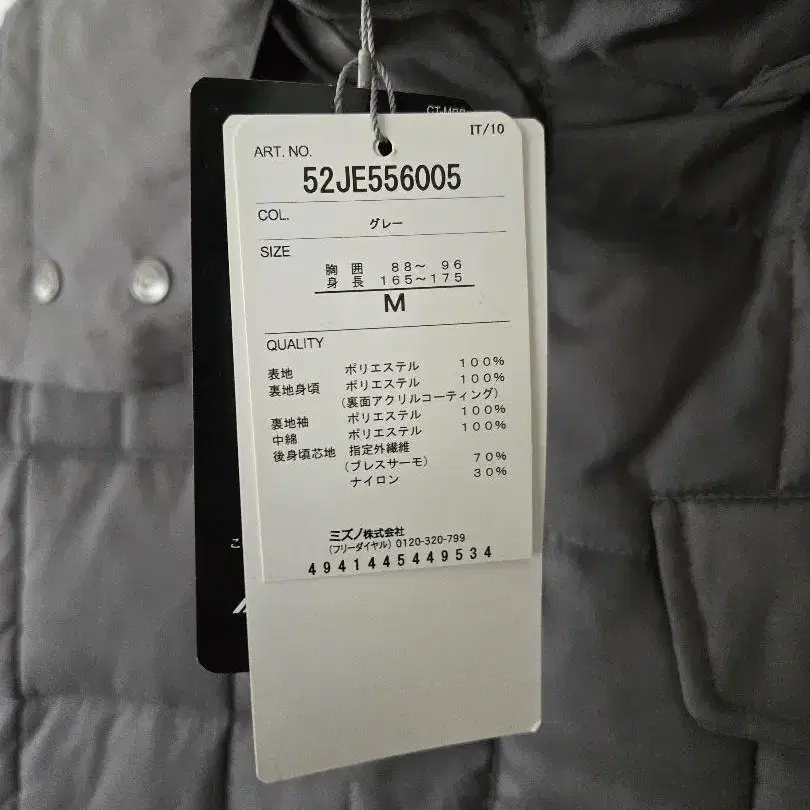 IT/10
ART. NO.
52JE556005
COL.
グレー
SIZE
胸 囲 88～ 96
身 長 165～175
M
QUALITY
表地 ポリエステル 100%
裏地身頃 ポリエステル 100%
(裏面アクリルコーティング)
裏地袖 ポリエステル 100%
中綿 ポリエステル 100%
後身頃芯地 指定外繊維
(ブレスサーモ) 70%
ナイロン 30%
ミズノ株式会社
(フリーダイヤル) 0120-320-799
4941445449534
こ